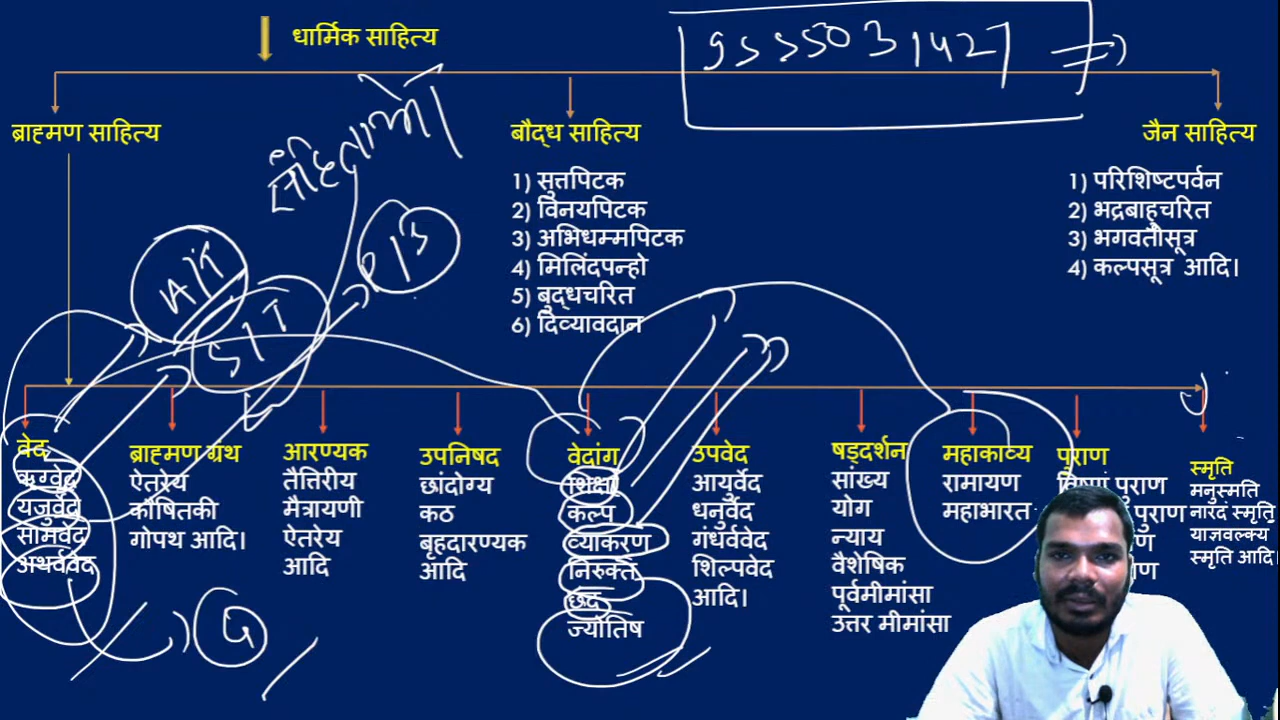 धार्मिक साहित्य
9555031427
ब्राह्मण साहित्य
बौद्ध साहित्य
जैन साहित्य
संहिताओं
1) सुत्तपिटक
2) विनयपिटक
3) अभिधम्मपिटक
4) मिलिंदपन्हो
5) बुद्धचरित
6) दिव्यावदान
1) परिशिष्टपर्वन
2) भद्रबाहुचरित
3) भगवतीसूत्र
4) कल्पसूत्र आदि।
वेद
ऋग्वेद
यजुर्वेद
सामवेद
अथर्ववेद
ब्राह्मण ग्रंथ
ऐतरेय
कौषितकी
गोपथ आदि।
आरण्यक
तैत्तिरीय
मैत्रायणी
ऐतरेय
आदि
उपनिषद
छांदोग्य
कठ
बृहदारण्यक
आदि
वेदांग
शिक्षा
कल्प
व्याकरण
निरुक्त
छंद
ज्योतिष
उपवेद
आयुर्वेद
धनुर्वेद
गंधर्ववेद
शिल्पवेद
आदि।
षड्दर्शन
सांख्य
योग
न्याय
वैशेषिक
पूर्वमीमांसा
उत्तर मीमांसा
महाकाव्य
रामायण
महाभारत
पुराण
पुराण
पुराण
स्मृति
मनुस्मति
नारद स्मृति
याज्ञवल्क्य
स्मृति आदि